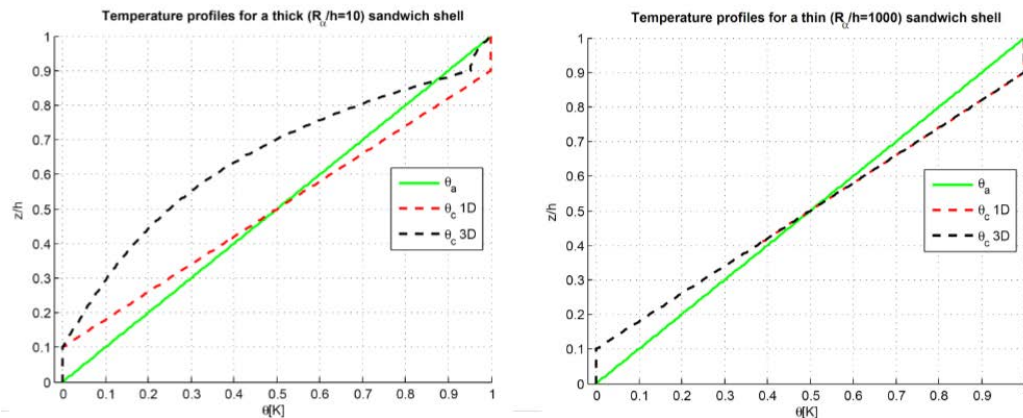 Temperature profiles for a thick (Rα/h=10) sandwich shell
1
0.9
0.8
0.7
0.6
0.5
0.4
0.3
0.2
0.1
0
z/h
θa
θc 1D
θc 3D
0 0.1 0.2 0.3 0.4 0.5 0.6 0.7 0.8 0.9 1
θ[K]
Temperature profiles for a thin (Rα/h=1000) sandwich shell
1
0.9
0.8
0.7
0.6
0.5
0.4
0.3
0.2
0.1
0
z/h
θa
θc 1D
θc 3D
0 0.1 0.2 0.3 0.4 0.5 0.6 0.7 0.8 0.9
θ[K]